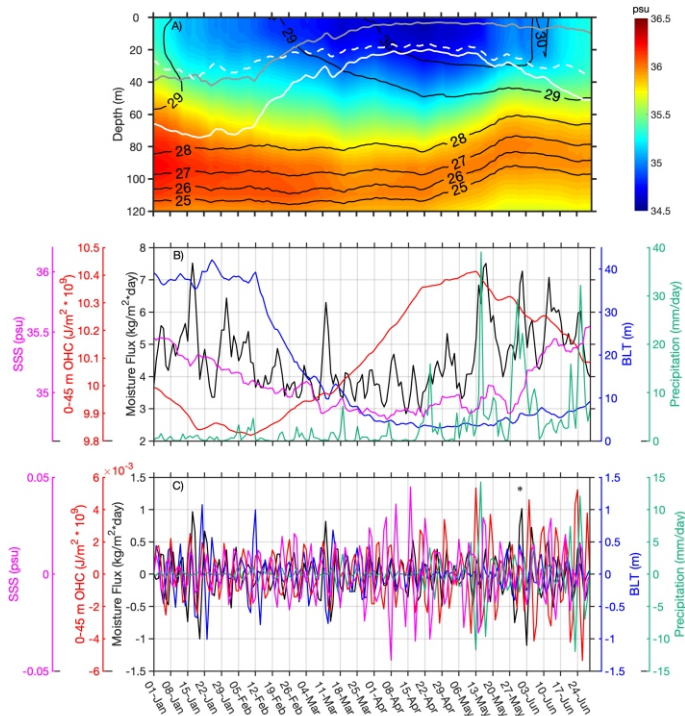 A)
psu
0
20
40
60
80
100
120
Depth (m)
29
30
30
29
29
28
27
26
25
28
27
26
25
36.5
36
35.5
35
34.5
B)
SSS (psu)
36
35.5
35
0-45 m OHC (J/m² * 10⁹)
10.5
10.4
10.3
10.2
10.1
10
9.9
9.8
Moisture Flux (kg/m²*day)
8
7
6
5
4
3
2
BLT (m)
40
30
20
10
0
Precipitation (mm/day)
40
30
20
10
0
C)
*
SSS (psu)
0.05
0
-0.05
0-45 m OHC (J/m² * 10⁹)
×10⁻³
6
4
2
0
-2
-4
-6
Moisture Flux (kg/m²*day)
1.5
1
0.5
0
-0.5
-1
-1.5
BLT (m)
1.5
1
0.5
0
-0.5
-1
-1.5
Precipitation (mm/day)
15
10
5
0
-5
-10
-15
01-Jan
08-Jan
15-Jan
22-Jan
29-Jan
05-Feb
12-Feb
19-Feb
26-Feb
04-Mar
11-Mar
18-Mar
25-Mar
01-Apr
08-Apr
15-Apr
22-Apr
29-Apr
06-May
13-May
20-May
27-May
03-Jun
10-Jun
17-Jun
24-Jun